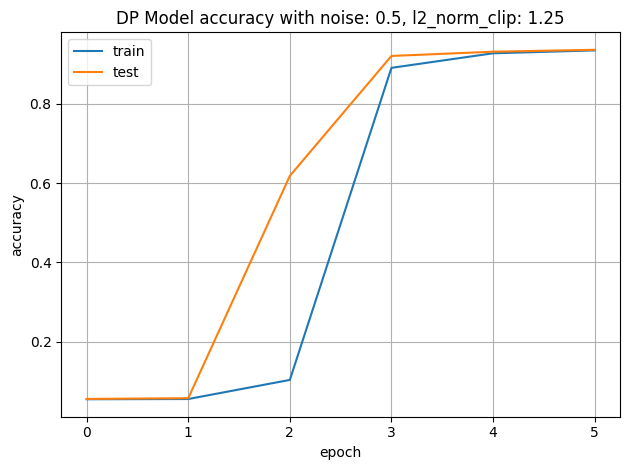 DP Model accuracy with noise: 0.5, l2_norm_clip: 1.25
train
test
accuracy
0.8
0.6
0.4
0.2
0 1 2 3 4 5
epoch